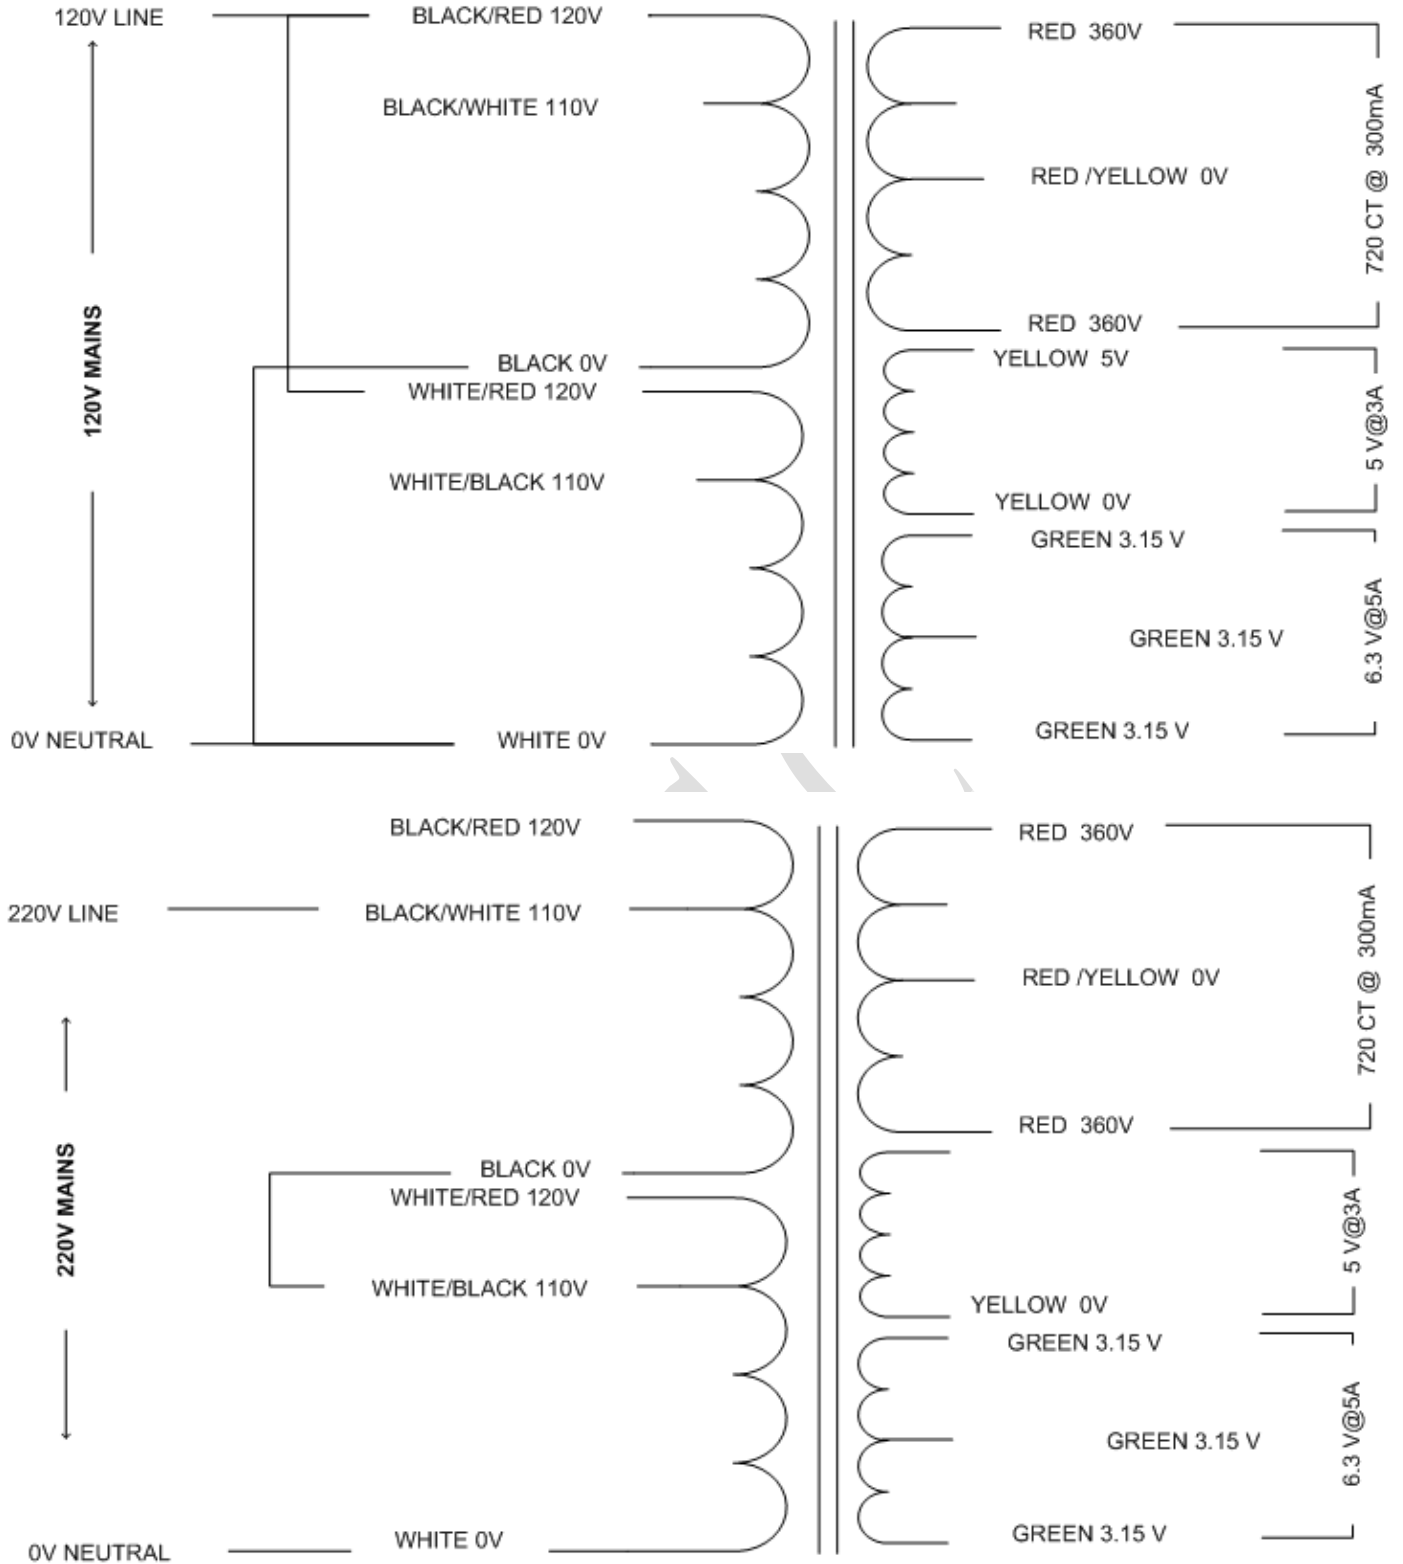 120V LINE
BLACK/RED 120V
RED 360V
BLACK/WHITE 110V
720 CT @ 300mA
RED /YELLOW 0V
120V MAINS
RED 360V
BLACK 0V
YELLOW 5V
WHITE/RED 120V
5 V@3A
WHITE/BLACK 110V
YELLOW 0V
GREEN 3.15 V
6.3 V@5A
GREEN 3.15 V
0V NEUTRAL
WHITE 0V
GREEN 3.15 V
BLACK/RED 120V
RED 360V
220V LINE
BLACK/WHITE 110V
720 CT @ 300mA
RED /YELLOW 0V
220V MAINS
RED 360V
BLACK 0V
WHITE/RED 120V
5 V@3A
WHITE/BLACK 110V
YELLOW 0V
GREEN 3.15 V
6.3 V@5A
GREEN 3.15 V
0V NEUTRAL
WHITE 0V
GREEN 3.15 V